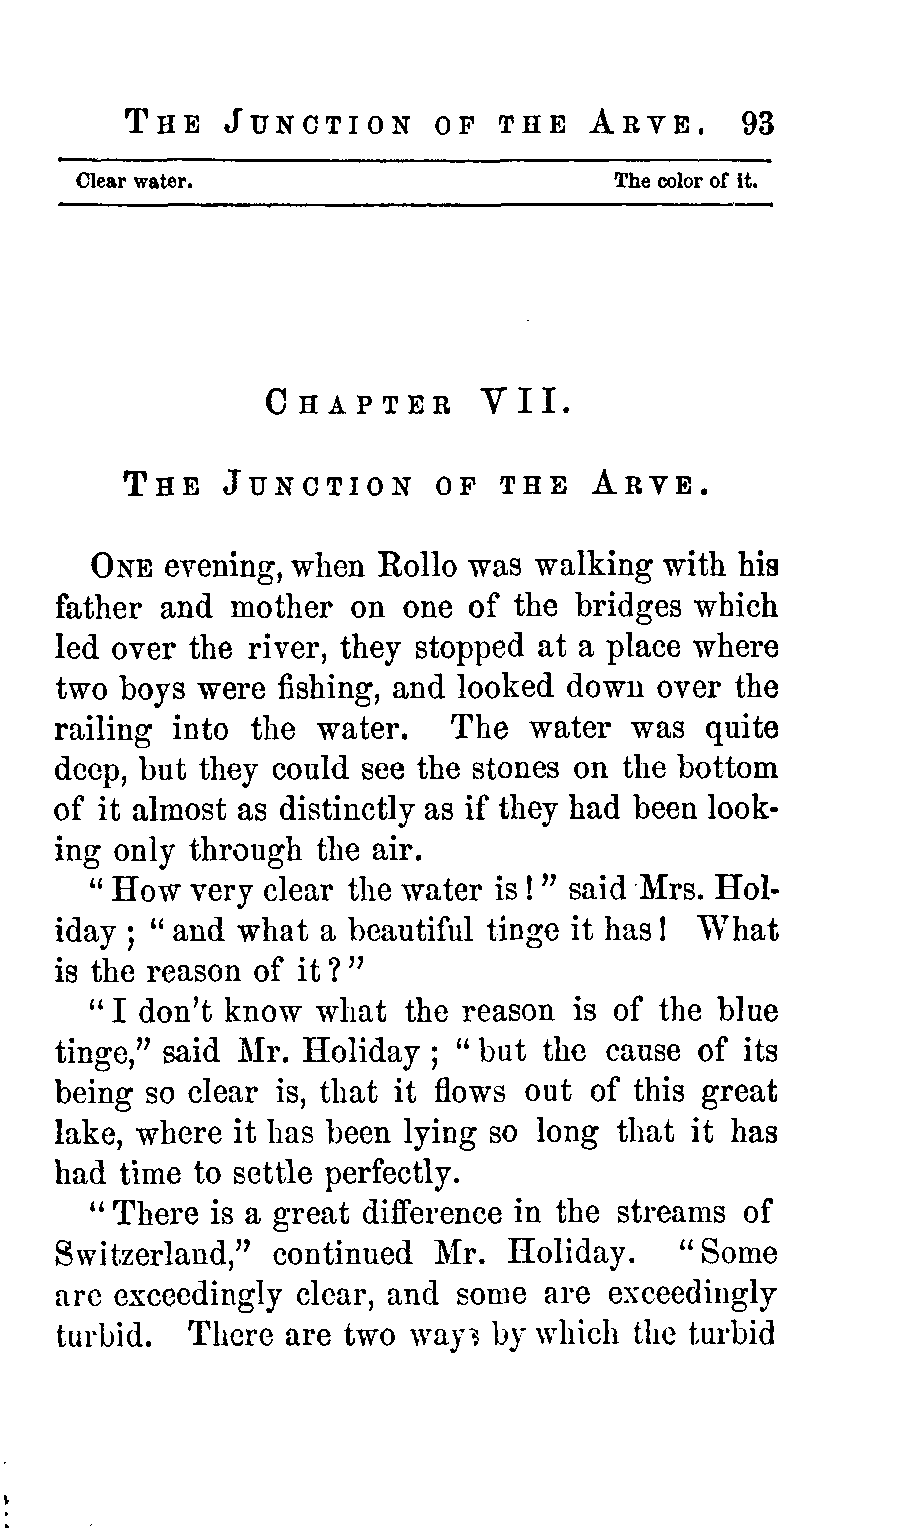 THE JUNCTION OF THE ARVE. 93
Clear water. The color of it.
CHAPTER VII.
THE JUNCTION OF THE ARVE.
ONE evening, when Rollo was walking with his
father and mother on one of the bridges which
led over the river, they stopped at a place where
two boys were fishing, and looked down over the
railing into the water. The water was quite
deep, but they could see the stones on the bottom
of it almost as distinctly as if they had been look-
ing only through the air.
"How very clear the water is!" said Mrs. Hol-
iday; "and what a beautiful tinge it has! What
is the reason of it?"
"I don't know what the reason is of the blue
tinge," said Mr. Holiday; "but the cause of its
being so clear is, that it flows out of this great
lake, where it has been lying so long that it has
had time to settle perfectly.
"There is a great difference in the streams of
Switzerland," continued Mr. Holiday. "Some
are exceedingly clear, and some are exceedingly
turbid. There are two ways by which the turbid